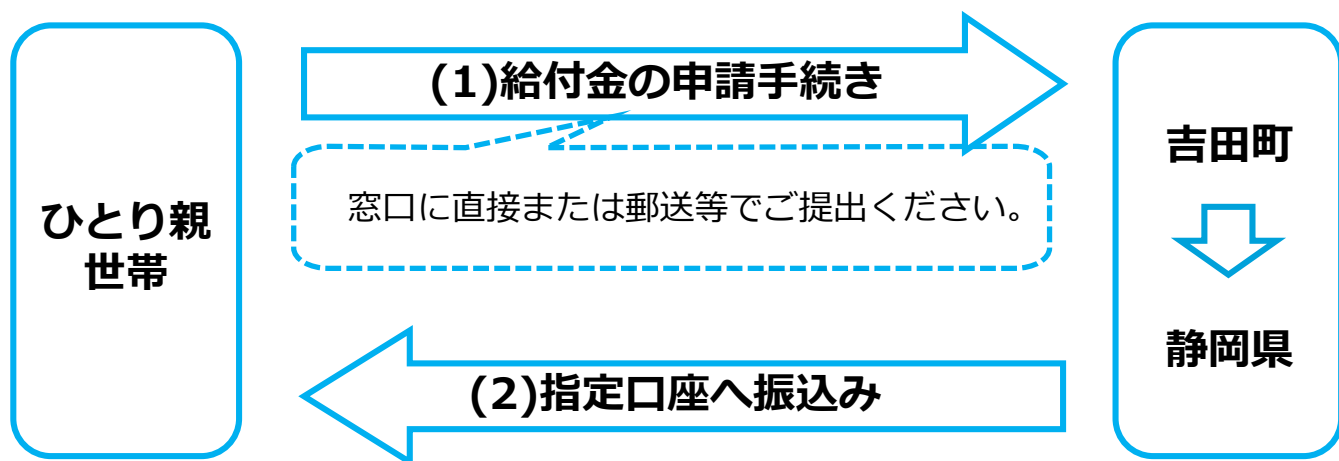 ひとり親
世帯
(1)給付金の申請手続き
窓口に直接または郵送等でご提出ください。
(2)指定口座へ振込み
吉田町
静岡県